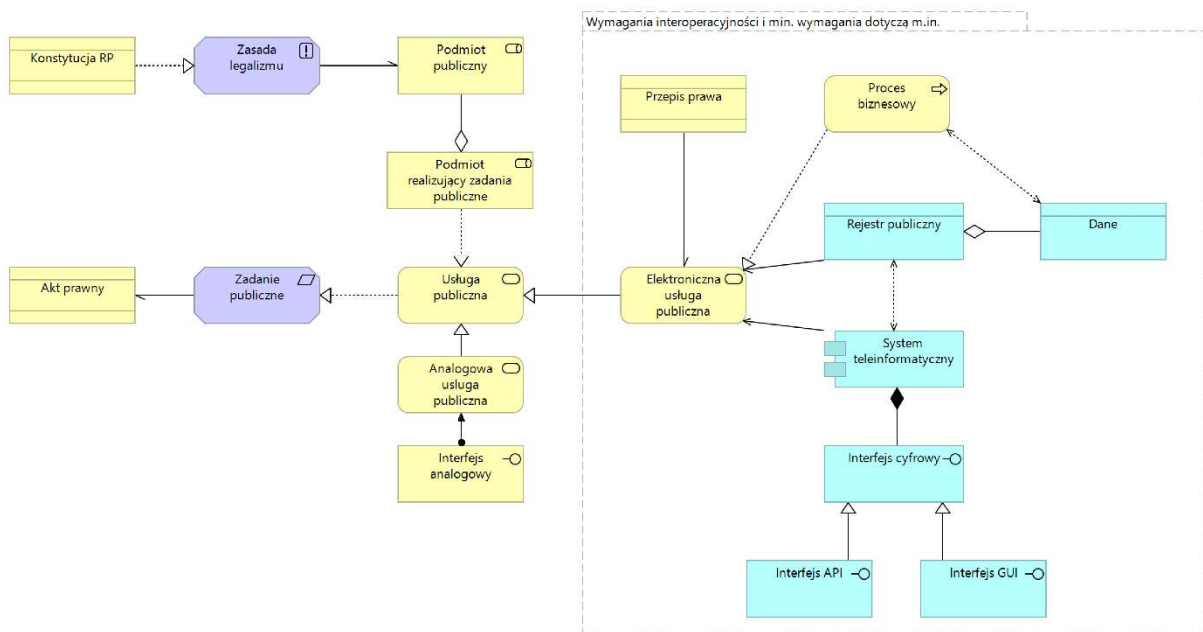 Wymagania interoperacyjności i min. wymagania dotyczą m.in.
Konstytucja RP
Zasada
legalizmu
Podmiot
publiczny
Przepis prawa
Proces
biznesowy
Podmiot
realizujący zadania
publiczne
Rejestr publiczny
Dane
Akt prawny
Zadanie
publiczne
Usługa
publiczna
Elektroniczna
usługa
publiczna
System
teleinformatyczny
Analogowa
usługa
publiczna
Interfejs
analogowy
Interfejs cyfrowy
Interfejs API
Interfejs GUI